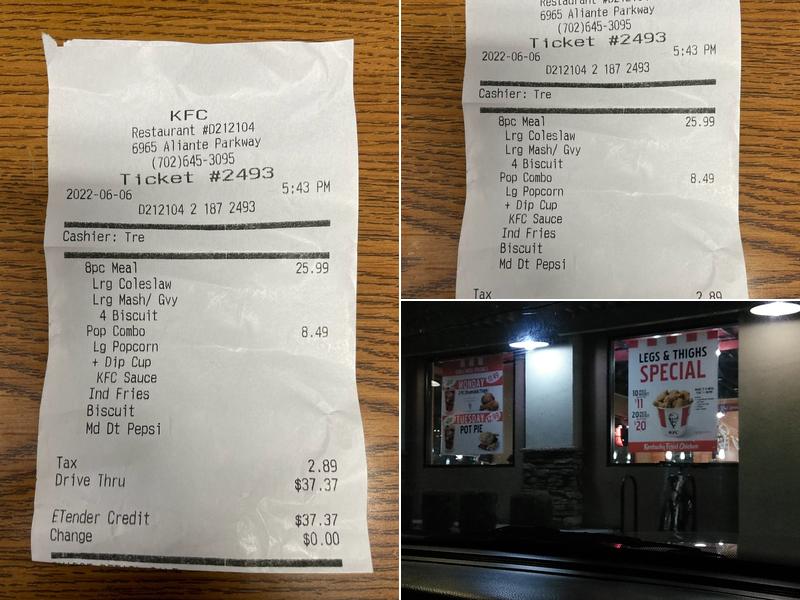 KFC
Restaurant #D212104
6965 Aliante Parkway
(702)645-3095
Ticket #2493
2022-06-06 5:43 PM
D212104 2 187 2493
Cashier: Tre
8pc Meal 25.99
Lrg Coleslaw
Lrg Mash/ Gvy
4 Biscuit
Pop Combo 8.49
Lg Popcorn
+ Dip Cup
KFC Sauce
Ind Fries
Biscuit
Md Dt Pepsi
Tax 2.89
Drive Thru $37.37
ETender Credit $37.37
Change $0.00
6965 Aliante Parkway
(702)645-3095
Ticket #2493
2022-06-06 5:43 PM
D212104 2 187 2493
Cashier: Tre
8pc Meal 25.99
Lrg Coleslaw
Lrg Mash/ Gvy
4 Biscuit
Pop Combo 8.49
Lg Popcorn
+ Dip Cup
KFC Sauce
Ind Fries
Biscuit
Md Dt Pepsi
Tax 2.89
MONDAY
TUESDAY
POT PIE
LEGS & THIGHS
SPECIAL
10
$11
20
$20
KFC
Kentucky Fried Chicken